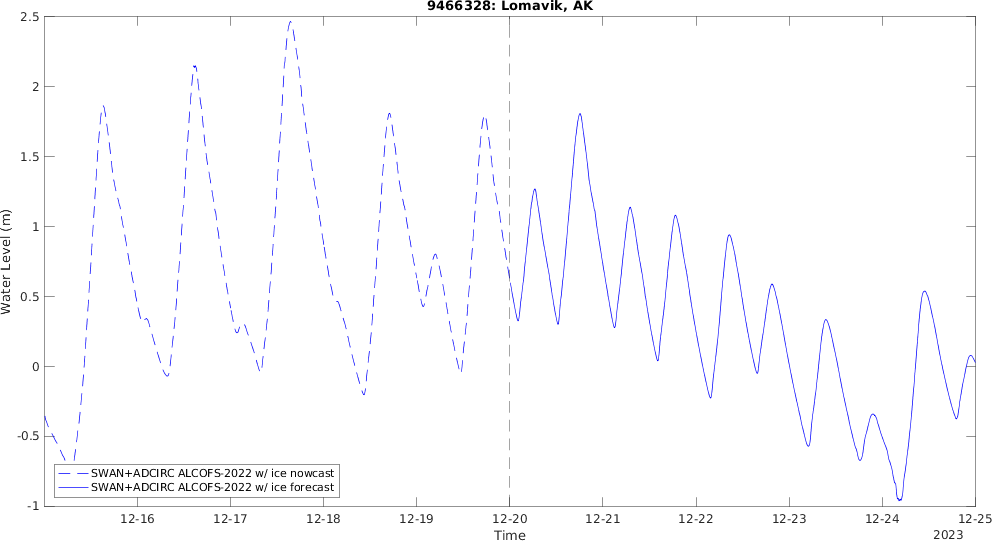 9466328: Lomavik, AK
2.5
2
1.5
1
0.5
0
-0.5
-1
Water Level (m)
SWAN+ADCIRC ALCOFS-2022 w/ ice nowcast
SWAN+ADCIRC ALCOFS-2022 w/ ice forecast
12-16 12-17 12-18 12-19 12-20 12-21 12-22 12-23 12-24 12-25
Time
2023